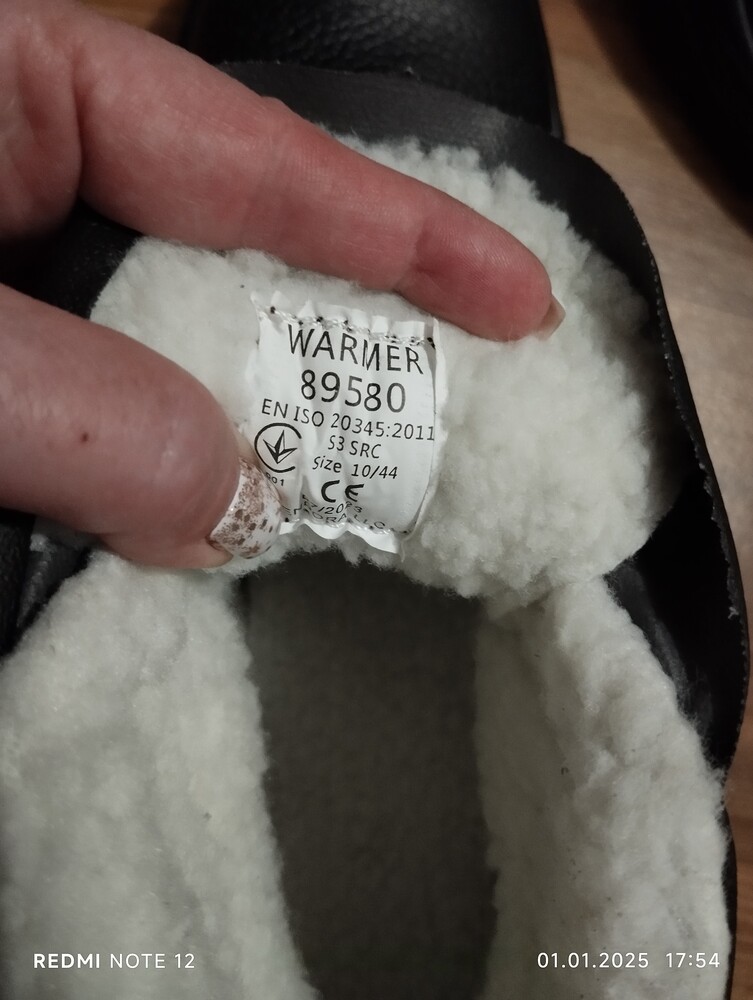 WARMER
89580
EN ISO 20345:2011
S3 SRC
size 10/44
001
CE
REDMI NOTE 12
01.01.2025 17:54